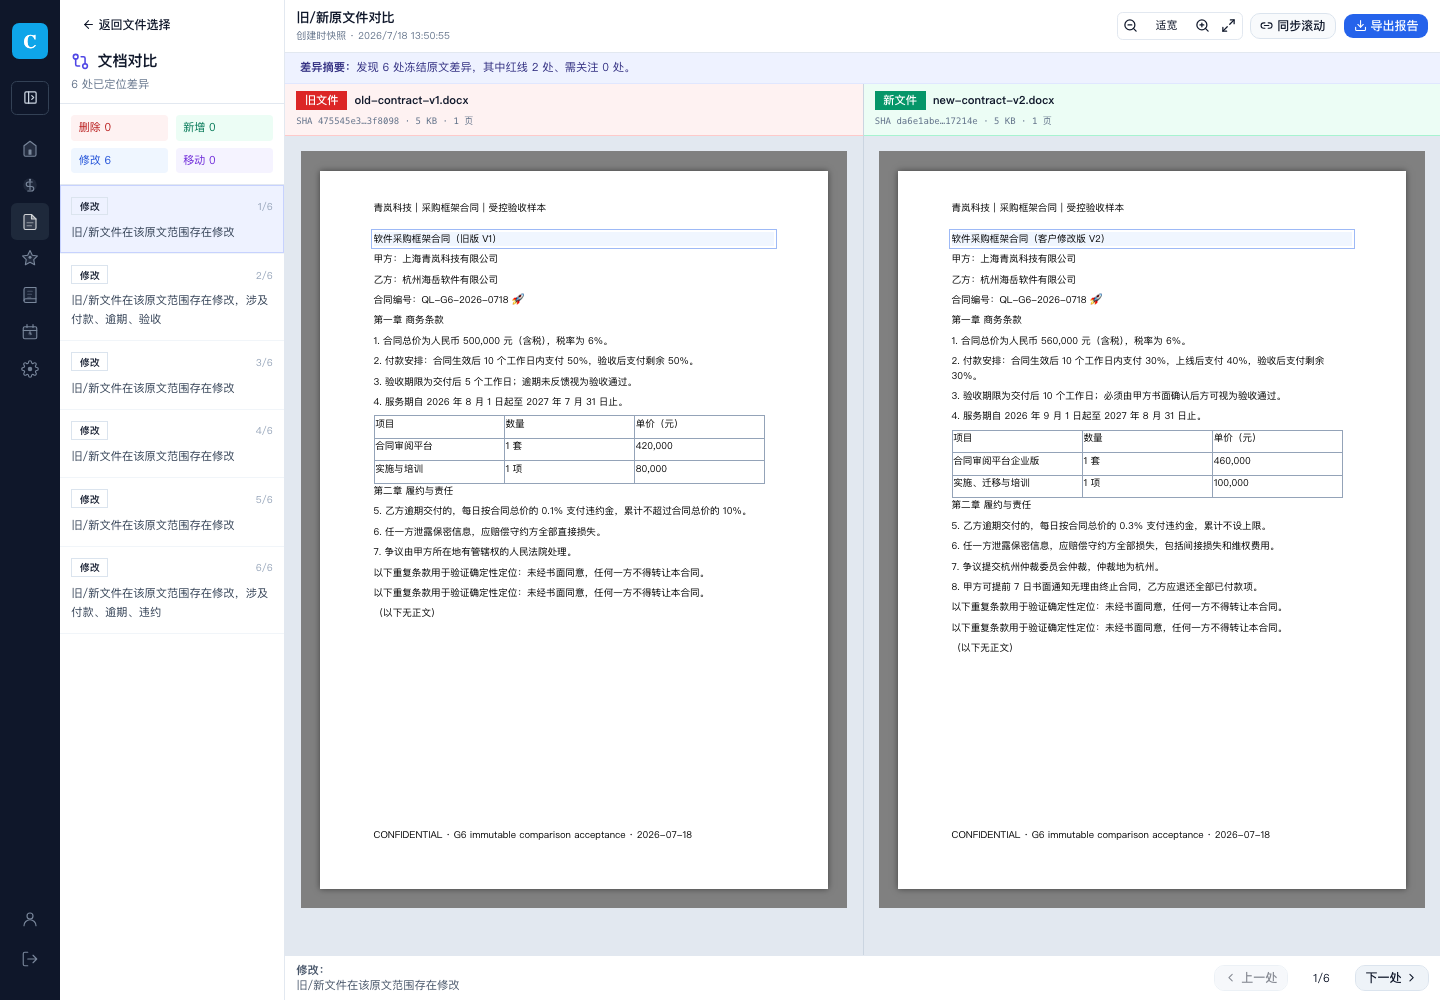 C
返回文件选择
文档对比
6 处已定位差异
删除 0
新增 0
修改 6
移动 0
修改
1/6
旧/新文件在该原文范围存在修改
修改
2/6
旧/新文件在该原文范围存在修改，涉及
付款、逾期、验收
修改
3/6
旧/新文件在该原文范围存在修改
修改
4/6
旧/新文件在该原文范围存在修改
修改
5/6
旧/新文件在该原文范围存在修改
修改
6/6
旧/新文件在该原文范围存在修改，涉及
付款、逾期、违约
旧/新原文件对比
创建时快照 · 2026/7/18 13:50:55
适宽
同步滚动
导出报告
差异摘要： 发现 6 处冻结原文差异，其中红线 2 处、需关注 0 处。
旧文件 old-contract-v1.docx
SHA 475545e3…3f8098 · 5 KB · 1 页
青岚科技｜采购框架合同｜受控验收样本
软件采购框架合同（旧版 V1）
甲方：上海青岚科技有限公司
乙方：杭州海岳软件有限公司
合同编号：QL-G6-2026-0718 🚀
第一章 商务条款
1. 合同总价为人民币 500,000 元（含税），税率为 6%。
2. 付款安排：合同生效后 10 个工作日内支付 50%，验收后支付剩余 50%。
3. 验收期限为交付后 5 个工作日；逾期未反馈视为验收通过。
4. 服务期自 2026 年 8 月 1 日起至 2027 年 7 月 31 日止。
项目 数量 单价（元）
合同审阅平台 1 套 420,000
实施与培训 1 项 80,000
第二章 履约与责任
5. 乙方逾期交付的，每日按合同总价的 0.1% 支付违约金，累计不超过合同总价的 10%。
6. 任一方泄露保密信息，应赔偿守约方全部直接损失。
7. 争议由甲方所在地有管辖权的人民法院处理。
以下重复条款用于验证确定性定位：未经书面同意，任何一方不得转让本合同。
以下重复条款用于验证确定性定位：未经书面同意，任何一方不得转让本合同。
（以下无正文）
CONFIDENTIAL · G6 immutable comparison acceptance · 2026-07-18
新文件 new-contract-v2.docx
SHA da6e1abe…17214e · 5 KB · 1 页
青岚科技｜采购框架合同｜受控验收样本
软件采购框架合同（客户修改版 V2）
甲方：上海青岚科技有限公司
乙方：杭州海岳软件有限公司
合同编号：QL-G6-2026-0718 🚀
第一章 商务条款
1. 合同总价为人民币 560,000 元（含税），税率为 6%。
2. 付款安排：合同生效后 10 个工作日内支付 30%，上线后支付 40%，验收后支付剩余
30%。
3. 验收期限为交付后 10 个工作日；必须由甲方书面确认后方可视为验收通过。
4. 服务期自 2026 年 9 月 1 日起至 2027 年 8 月 31 日止。
项目 数量 单价（元）
合同审阅平台企业版 1 套 460,000
实施、迁移与培训 1 项 100,000
第二章 履约与责任
5. 乙方逾期交付的，每日按合同总价的 0.3% 支付违约金，累计不设上限。
6. 任一方泄露保密信息，应赔偿守约方全部损失，包括间接损失和维权费用。
7. 争议提交杭州仲裁委员会仲裁，仲裁地为杭州。
8. 甲方可提前 7 日书面通知无理由终止合同，乙方应退还全部已付款项。
以下重复条款用于验证确定性定位：未经书面同意，任何一方不得转让本合同。
以下重复条款用于验证确定性定位：未经书面同意，任何一方不得转让本合同。
（以下无正文）
CONFIDENTIAL · G6 immutable comparison acceptance · 2026-07-18
修改：
旧/新文件在该原文范围存在修改
上一处
1/6
下一处